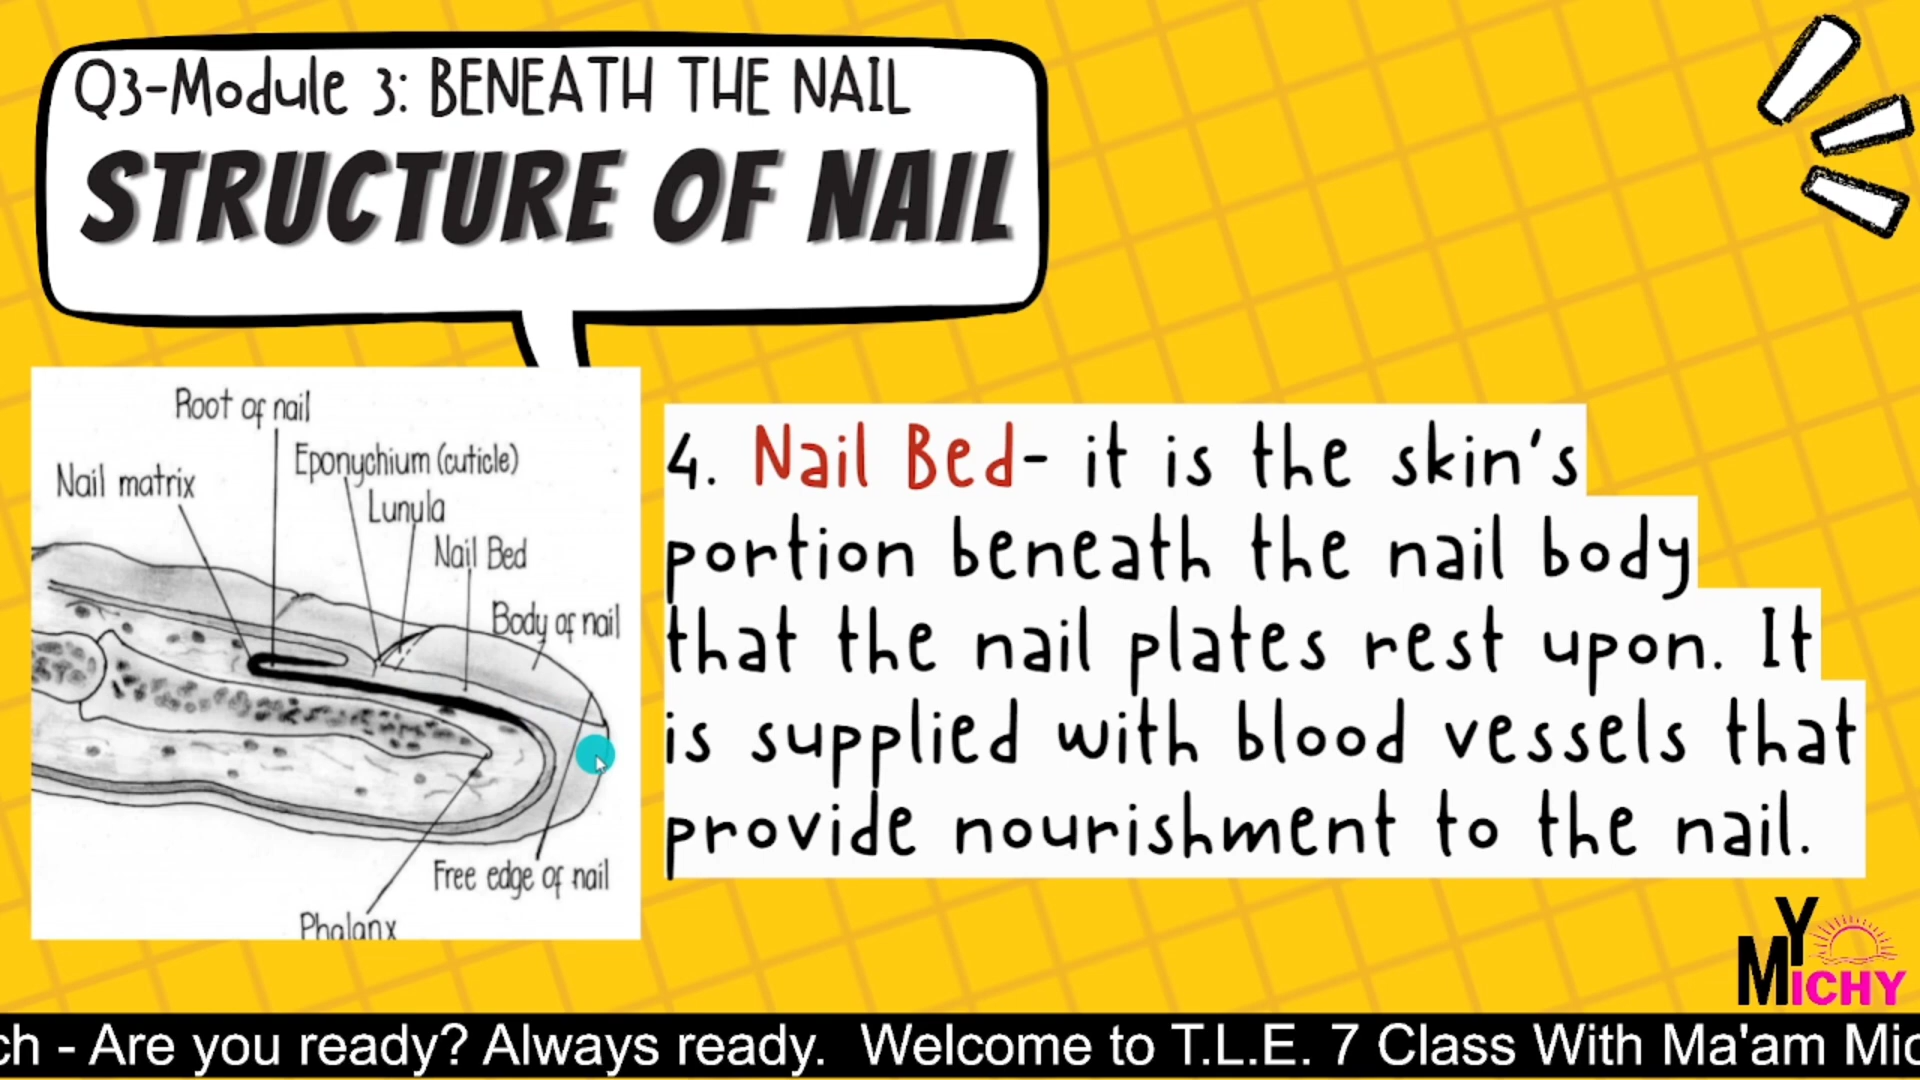 Q3-Module 3: BENEATH THE NAIL
STRUCTURE OF NAIL
Root of nail
Eponychium (cuticle)
Nail matrix
Lunula
Nail Bed
Body of nail
Free edge of nail
Phalanx
4. Nail Bed- it is the skin's
portion beneath the nail body
that the nail plates rest upon. It
is supplied with blood vessels that
provide nourishment to the nail.
MY
MICHY
ch - Are you ready? Always ready. Welcome to T.L.E. 7 Class With Ma'am Mic